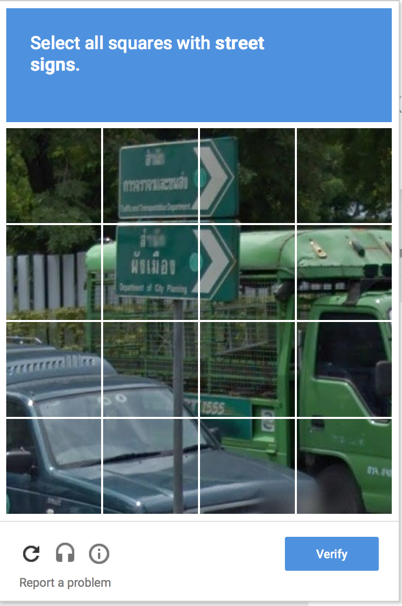 Select all squares with street
signs.
สำนัก
การจราจรและขนส่ง
Traffic and Transportation Department
สำนัก
ผังเมือง
Department of City Planning
1555
Verify
Report a problem